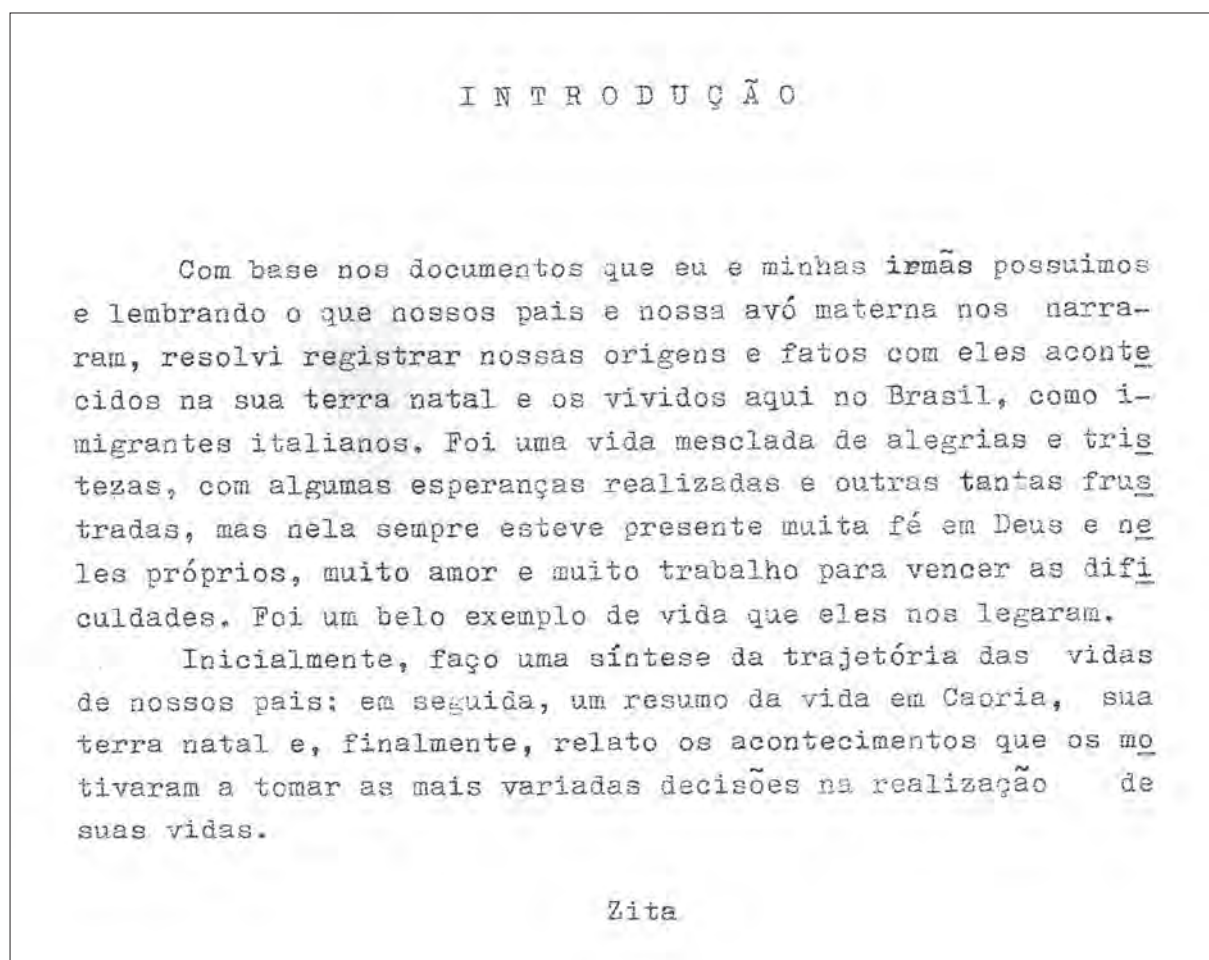 I N T R O D U Ç Ã O
Com base nos documentos que eu e minhas irmãs possuimos
e lembrando o que nossos pais e nossa avó materna nos narra-
ram, resolvi registrar nossas origens e fatos com eles aconte
cidos na sua terra natal e os vividos aqui no Brasil, como i-
migrantes italianos. Foi uma vida mesclada de alegrias e tris
tezas, com algumas esperanças realizadas e outras tantas frus
tradas, mas nela sempre esteve presente muita fé em Deus e ne
les próprios, muito amor e muito trabalho para vencer as difi
culdades. Foi um belo exemplo de vida que eles nos legaram.
Inicialmente, faço uma síntese da trajetória das vidas
de nossos pais; em seguida, um resumo da vida em Caoria, sua
terra natal e, finalmente, relato os acontecimentos que os mo
tivaram a tomar as mais variadas decisões na realização de
suas vidas.
Zita